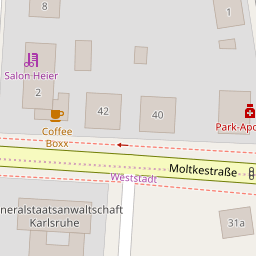 8
1
Salon Heier
2
Coffee
Boxx
42
40
Park-Apo
Moltkestraße
Weststadt
neralstaatsanwaltschaft
Karlsruhe
31a